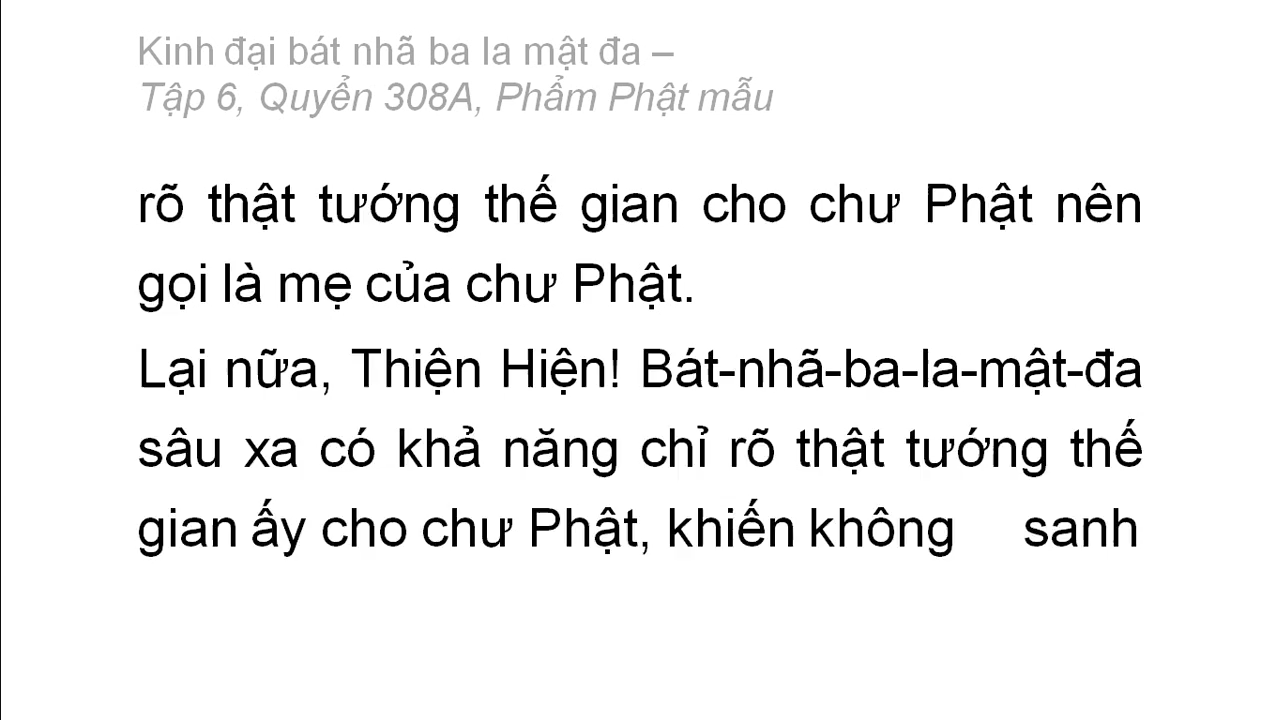 Kinh đại bát nhã ba la mật đa –
Tập 6, Quyển 308A, Phẩm Phật mẫu
rõ thật tướng thế gian cho chư Phật nên
gọi là mẹ của chư Phật.
Lại nữa, Thiện Hiện! Bát-nhã-ba-la-mật-đa
sâu xa có khả năng chỉ rõ thật tướng thế
gian ấy cho chư Phật, khiến không sanh